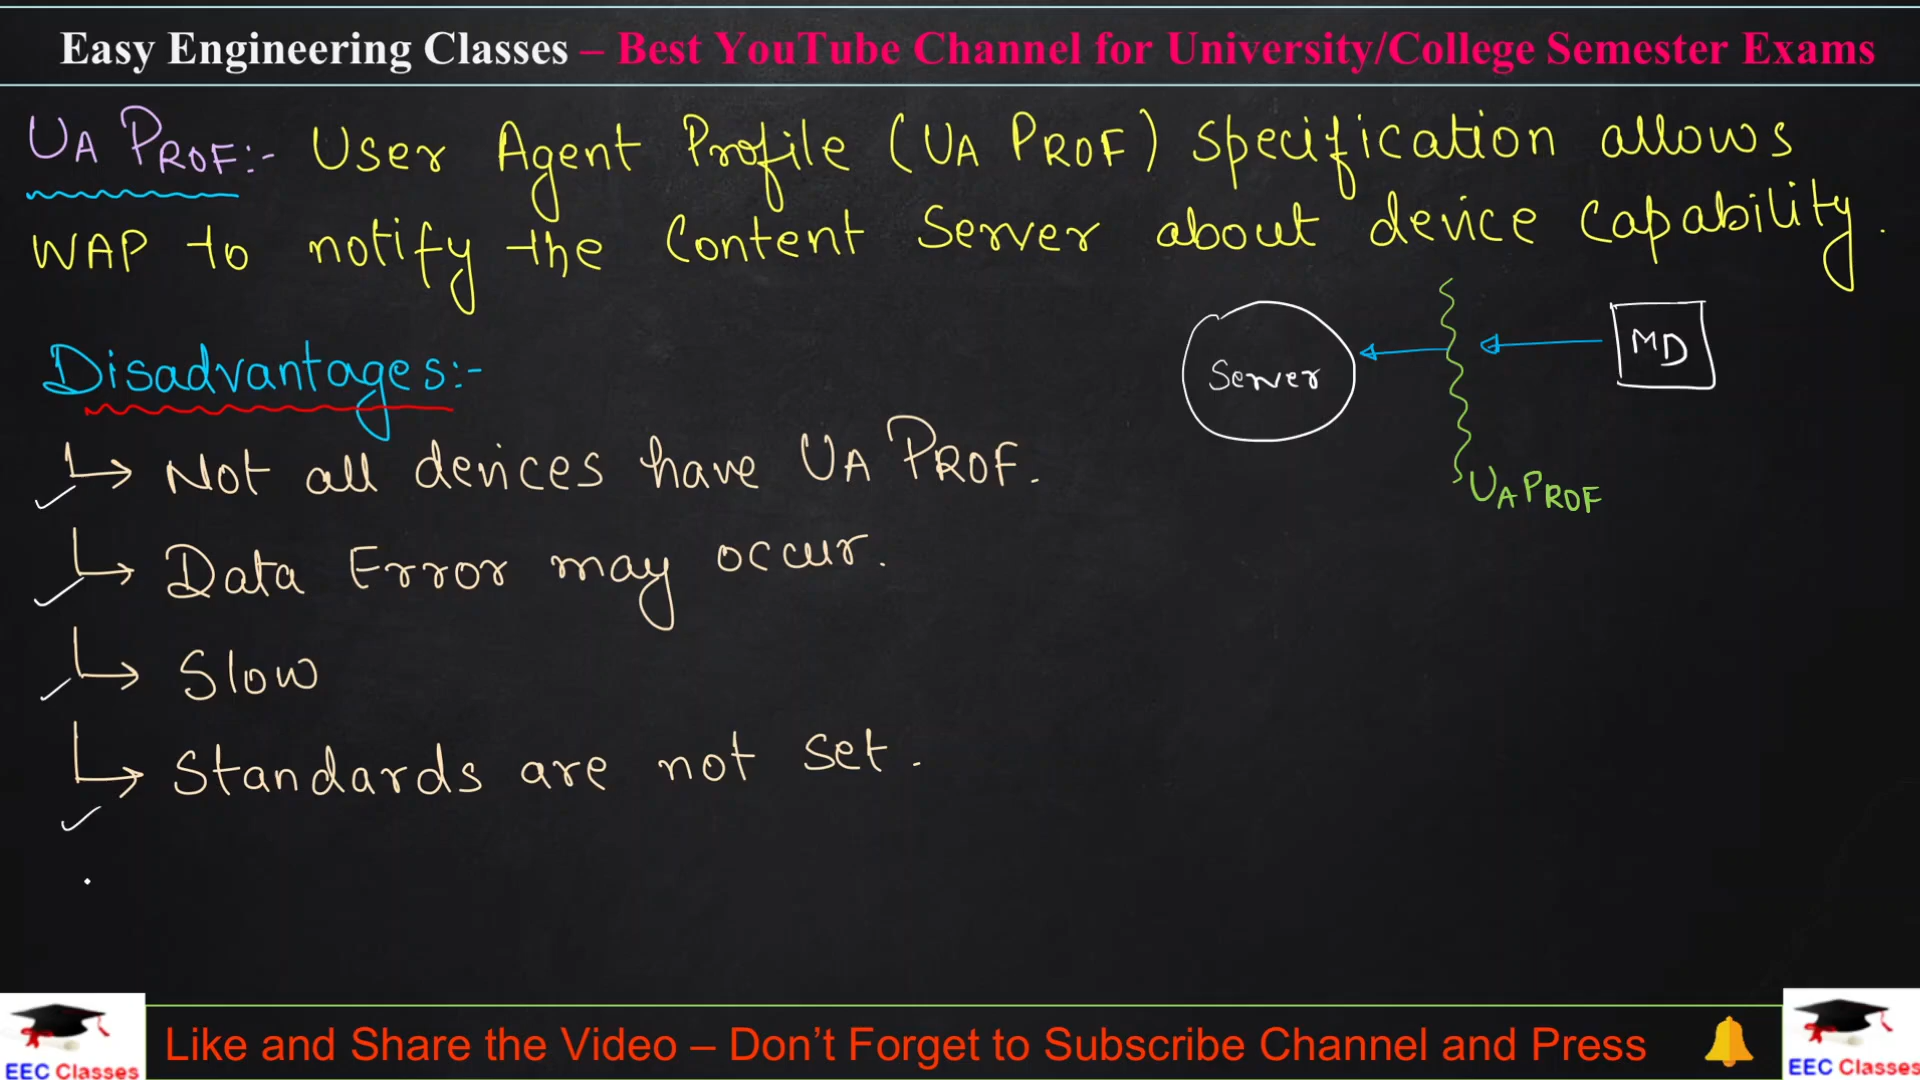 Easy Engineering Classes – Best YouTube Channel for University/College Semester Exams
UA PROF:- User Agent Profile (UA PROF) specification allows
WAP to notify the Content Server about device capability.
Server
MD
UAPROF
Disadvantages:-
Not all devices have UA PROF.
Data Error may occur.
Slow
Standards are not set.
EEC Classes
Like and Share the Video – Don’t Forget to Subscribe Channel and Press
EEC Classes